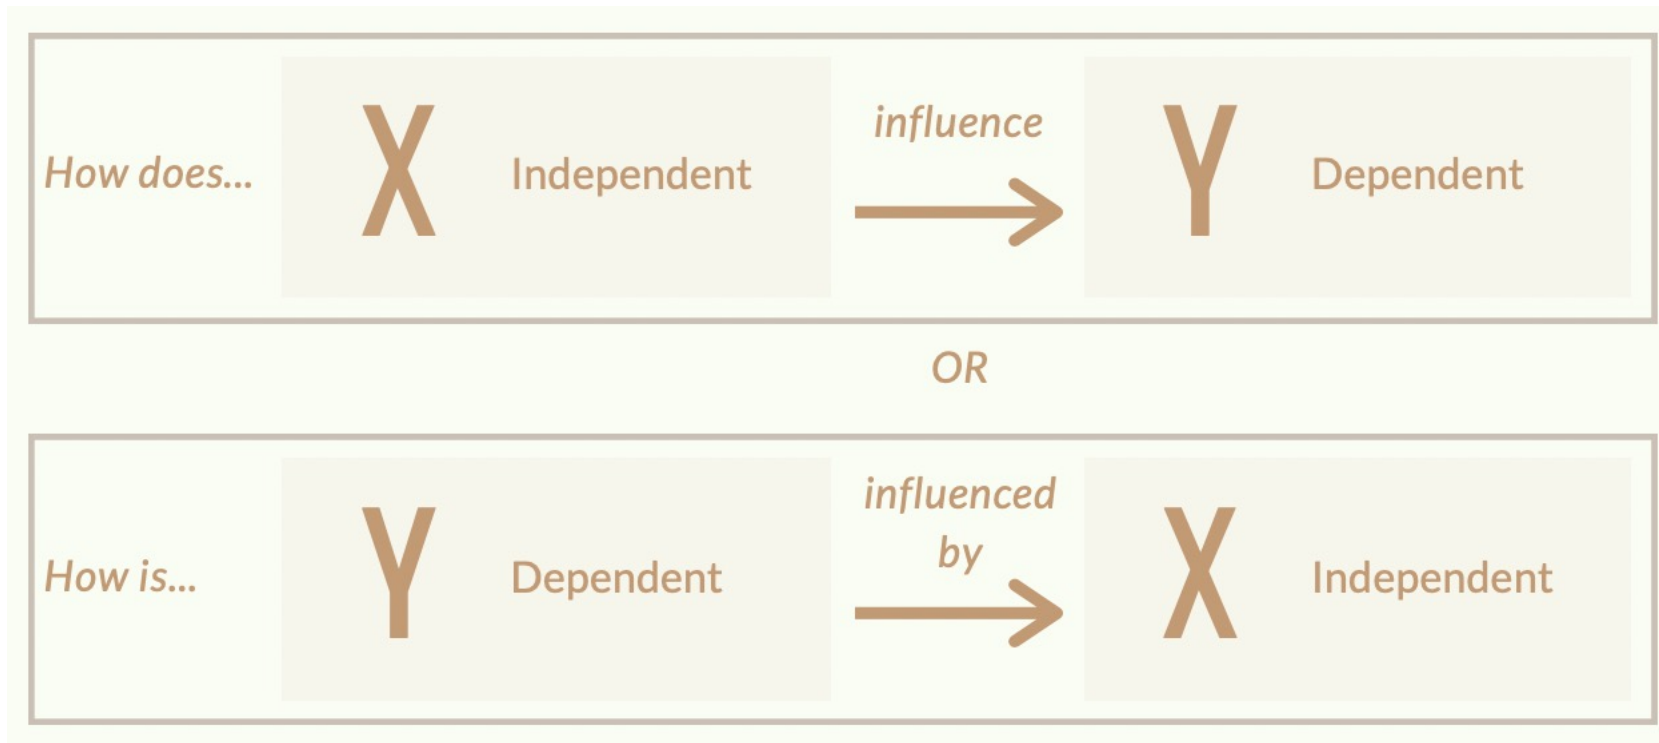 How does...
X
Independent
influence
Y
Dependent
OR
How is...
Y
Dependent
influenced
by
X
Independent